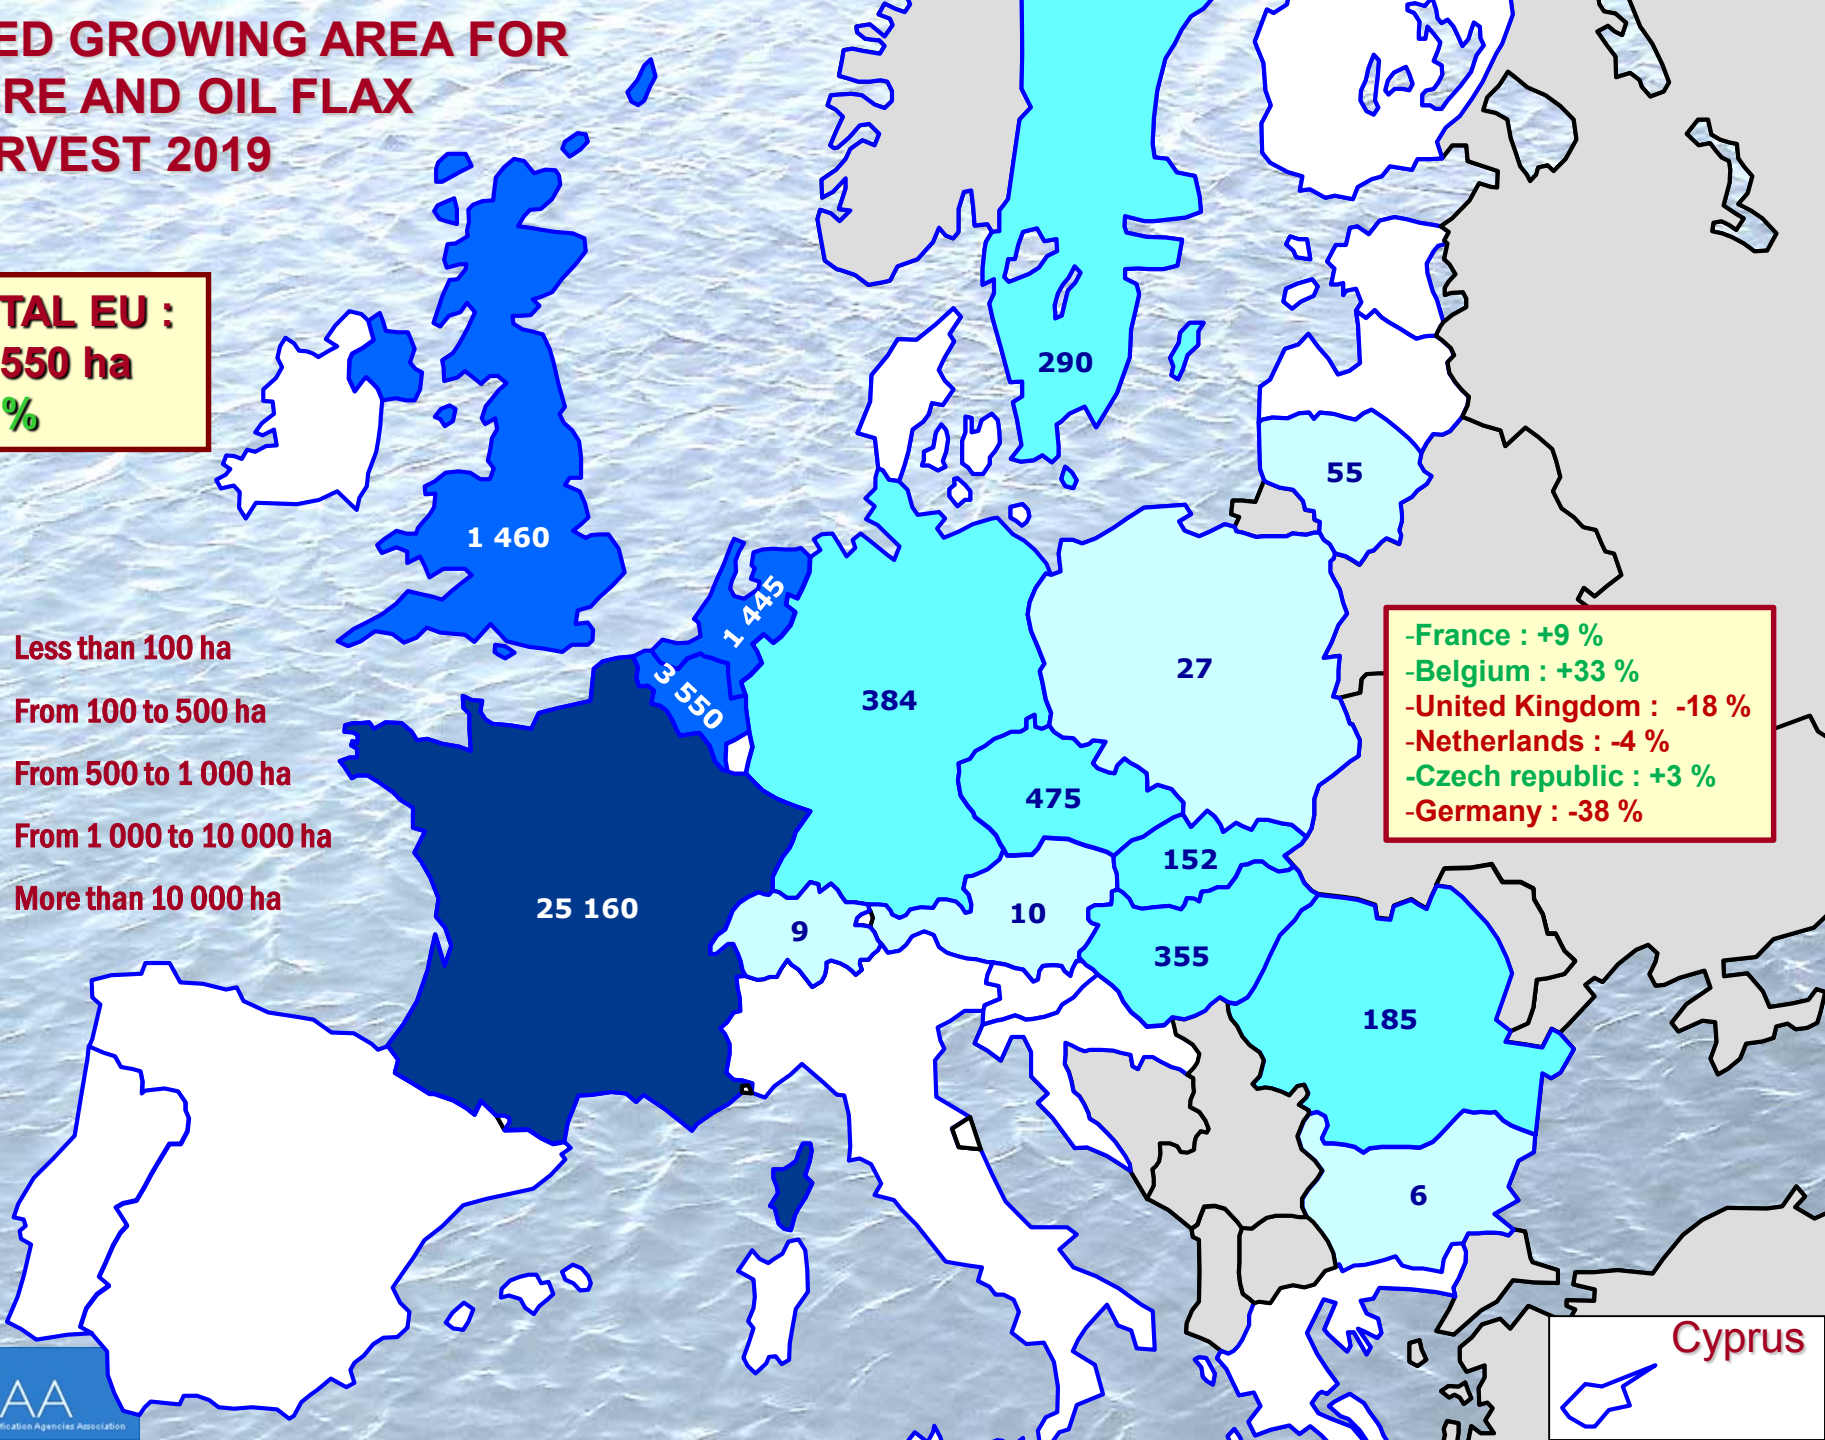 ED GROWING AREA FOR
RE AND OIL FLAX
RVEST 2019
TAL EU :
550 ha
%
290
55
1 460
1 445
3 550
27
384
Less than 100 ha
From 100 to 500 ha
From 500 to 1 000 ha
From 1 000 to 10 000 ha
More than 10 000 ha
-France : +9 %
-Belgium : +33 %
-United Kingdom : -18 %
-Netherlands : -4 %
-Czech republic : +3 %
-Germany : -38 %
475
152
25 160
9
10
355
185
6
Cyprus
AA
tification Agencies Association